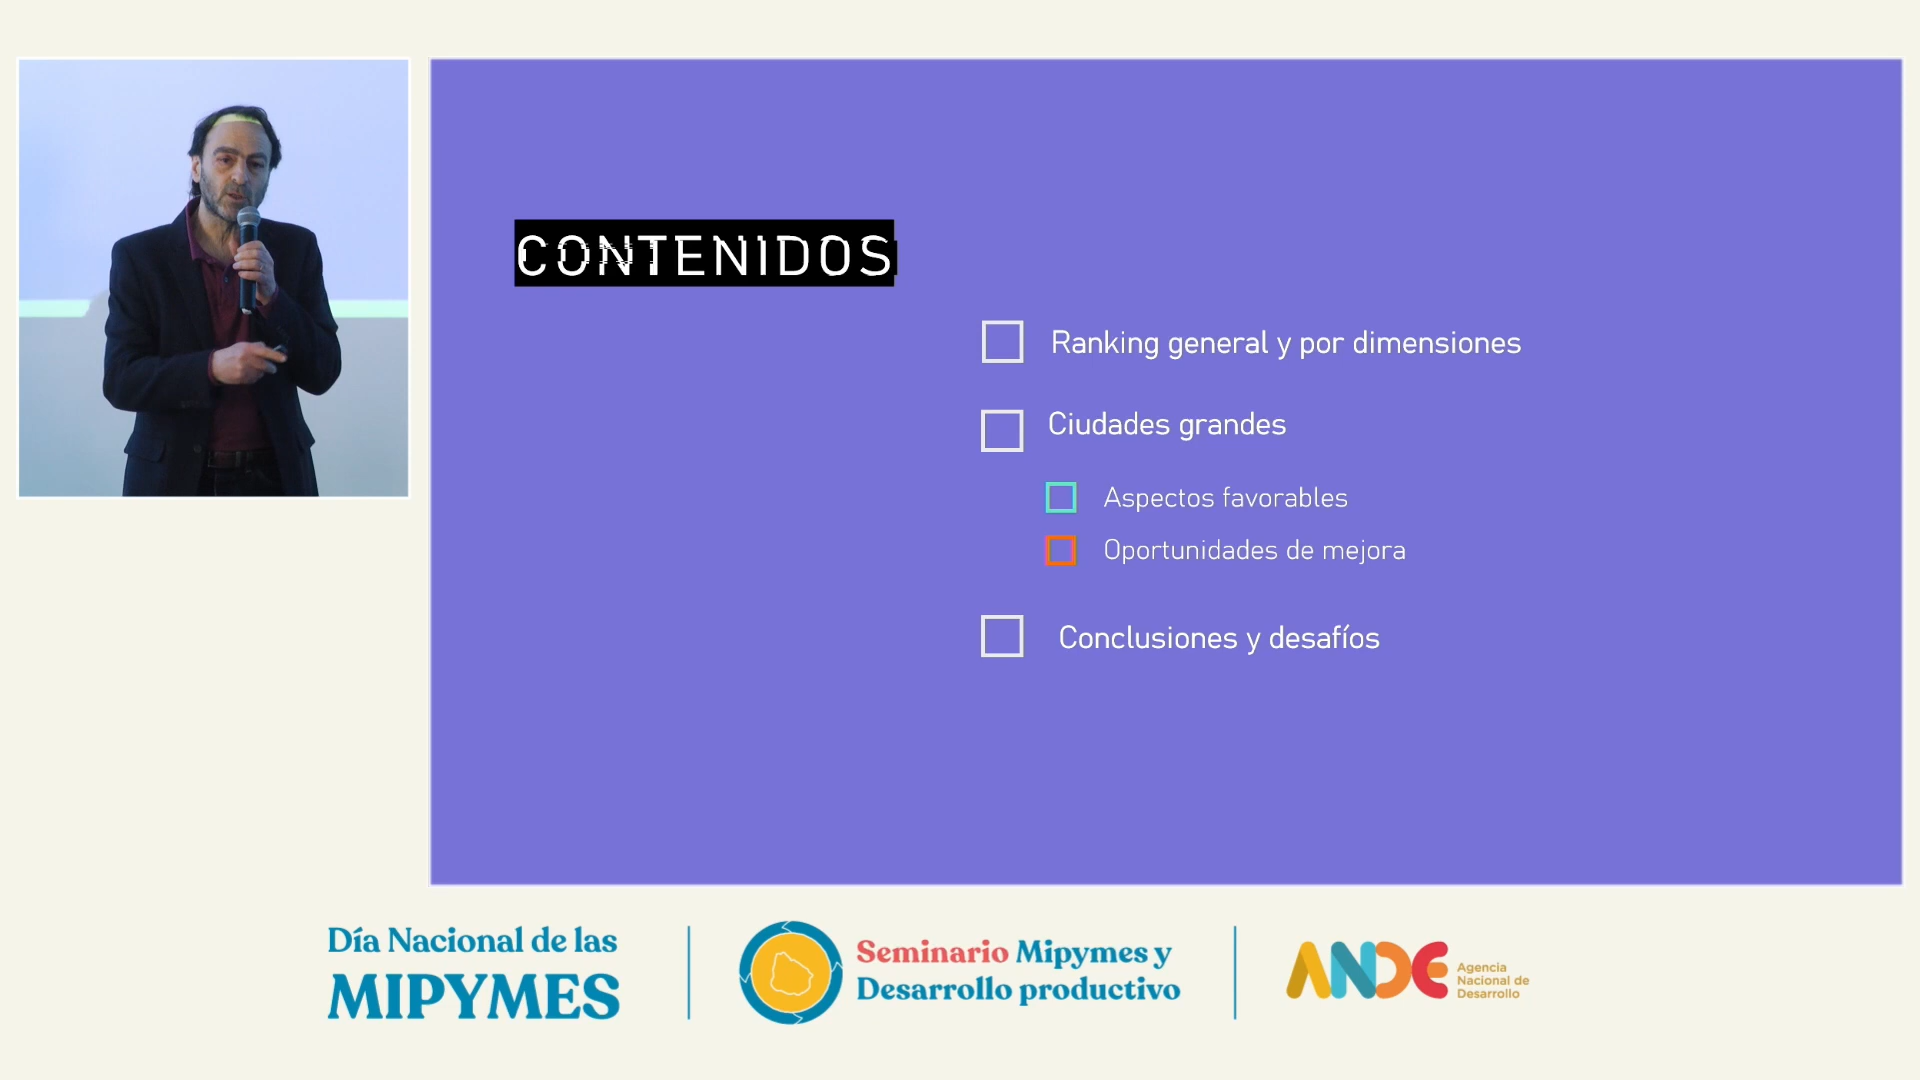 CONTENIDOS
Ranking general y por dimensiones
Ciudades grandes
Aspectos favorables
Oportunidades de mejora
Conclusiones y desafíos
Día Nacional de las
MIPYMES
Seminario Mipymes y
Desarrollo productivo
ANDE
Agencia
Nacional de
Desarrollo